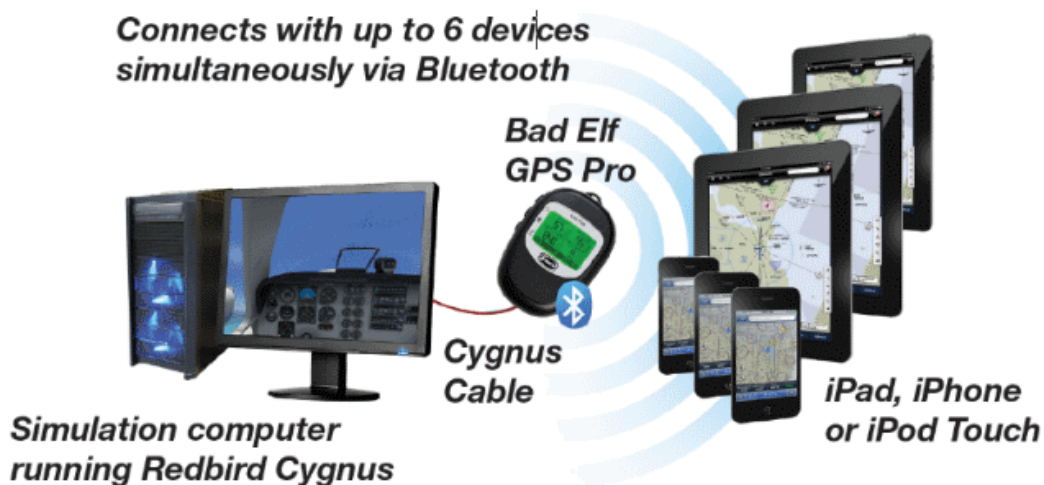 Connects with up to 6 devices
simultaneously via Bluetooth
Bad Elf
GPS Pro
Cygnus
Cable
iPad, iPhone
or iPod Touch
Simulation computer
running Redbird Cygnus